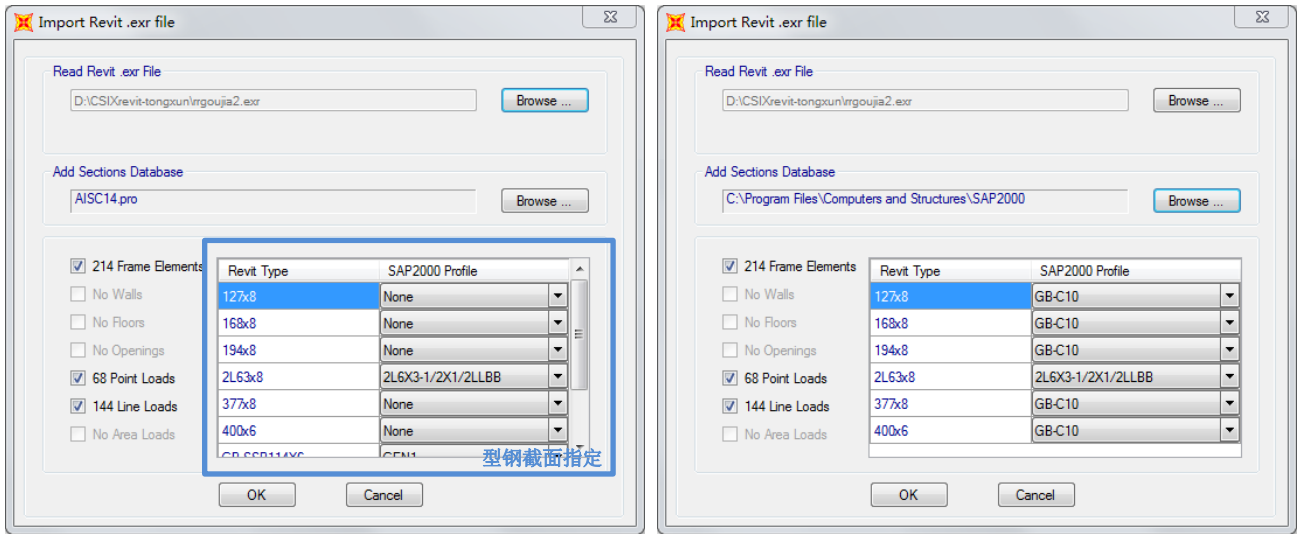 Import Revit .exr file
Read Revit .exr File
D:\CSIXrevit-tongxun\rrgoujia2.exr
Browse ...
Add Sections Database
AISC14.pro
Browse ...
214 Frame Elements
No Walls
No Floors
No Openings
68 Point Loads
144 Line Loads
No Area Loads
Revit Type SAP2000 Profile
127x8 None
168x8 None
194x8 None
2L63x8 2L6X3-1/2X1/2LLBB
377x8 None
400x6 None
型钢截面指定
OK Cancel
Import Revit .exr file
Read Revit .exr File
D:\CSIXrevit-tongxun\rrgoujia2.exr
Browse ...
Add Sections Database
C:\Program Files\Computers and Structures\SAP2000
Browse ...
214 Frame Elements
No Walls
No Floors
No Openings
68 Point Loads
144 Line Loads
No Area Loads
Revit Type SAP2000 Profile
127x8 GB-C10
168x8 GB-C10
194x8 GB-C10
2L63x8 2L6X3-1/2X1/2LLBB
377x8 GB-C10
400x6 GB-C10
OK Cancel